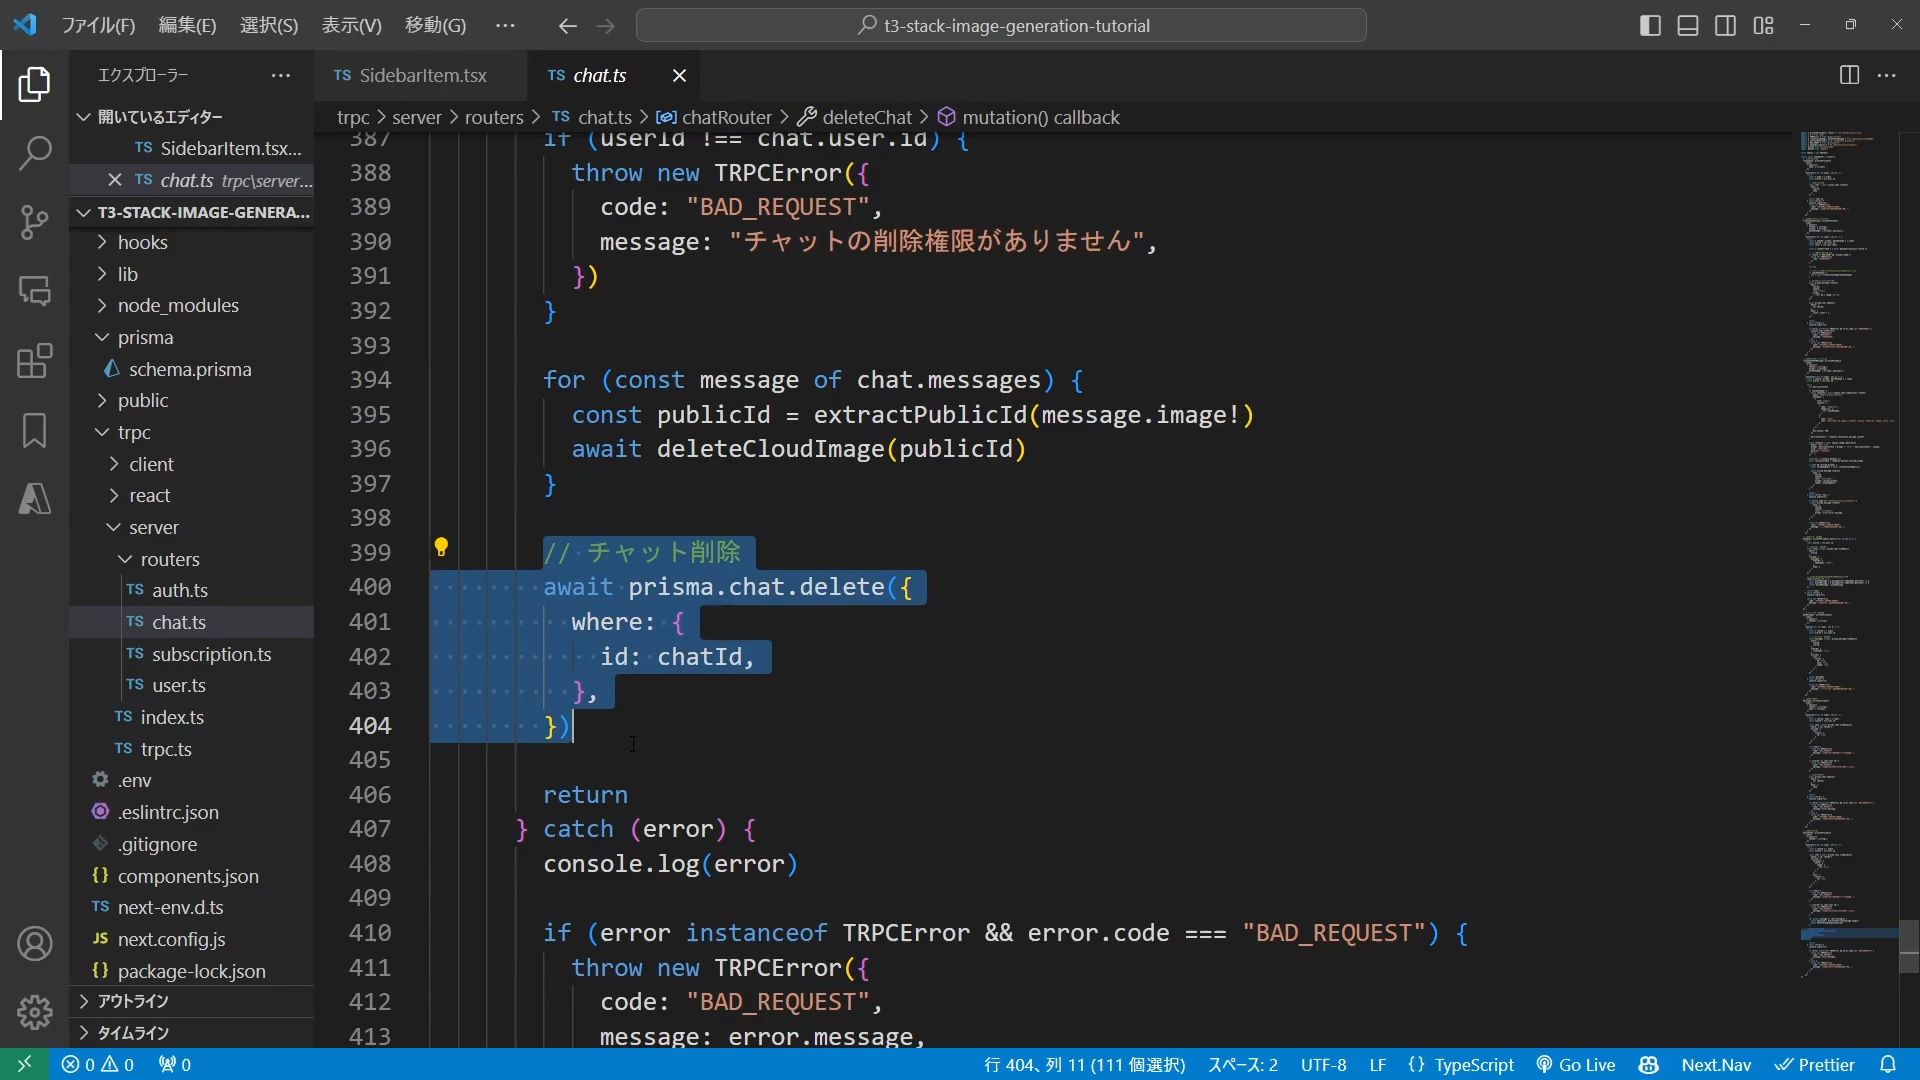 ファイル(F) 編集(E) 選択(S) 表示(V) 移動(G) ··· t3-stack-image-generation-tutorial
エクスプローラー ···
TS SidebarItem.tsx TS chat.ts
trpc > server > routers > TS chat.ts > chatRouter > deleteChat > mutation() callback
開いているエディター
TS SidebarItem.tsx...
TS chat.ts trpc\server...
T3-STACK-IMAGE-GENERA...
hooks
lib
node_modules
prisma
schema.prisma
public
trpc
client
react
server
routers
TS auth.ts
TS chat.ts
TS subscription.ts
TS user.ts
TS index.ts
TS trpc.ts
.env
.eslintrc.json
.gitignore
{} components.json
TS next-env.d.ts
JS next.config.js
{} package-lock.json
アウトライン
タイムライン
387 if (userId !== chat.user.id) {
388 throw new TRPCError({
389 code: "BAD_REQUEST",
390 message: "チャットの削除権限がありません",
391 })
392 }
393
394 for (const message of chat.messages) {
395 const publicId = extractPublicId(message.image!)
396 await deleteCloudImage(publicId)
397 }
398
399 // チャット削除
400 await prisma.chat.delete({
401 where: {
402 id: chatId,
403 },
404 })
405
406 return
407 } catch (error) {
408 console.log(error)
409
410 if (error instanceof TRPCError && error.code === "BAD_REQUEST") {
411 throw new TRPCError({
412 code: "BAD_REQUEST",
413 message: error.message,
0 0 0 行 404、列 11 (111 個選択) スペース: 2 UTF-8 LF {} TypeScript Go Live Next.Nav Prettier